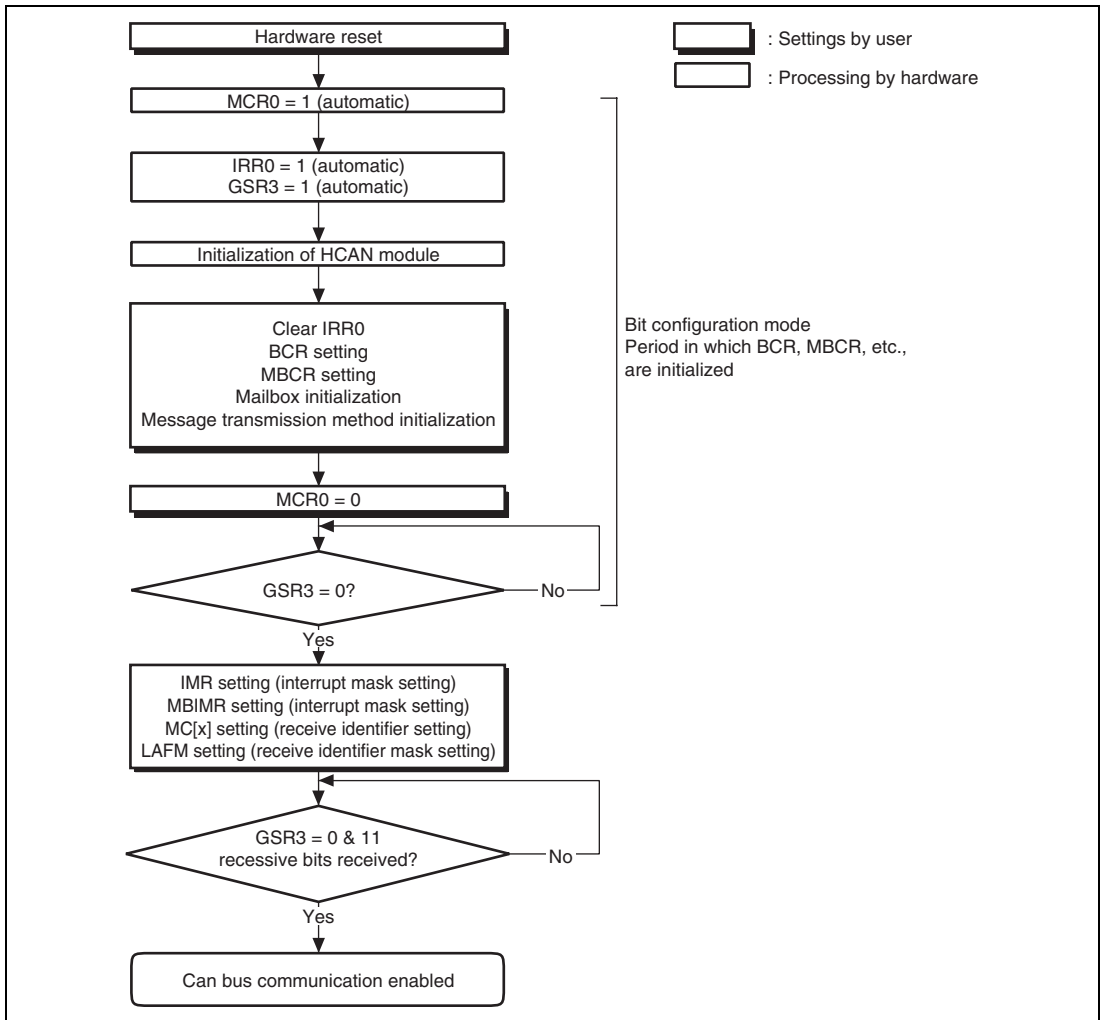 Hardware reset
: Settings by user
: Processing by hardware
MCR0 = 1 (automatic)
IRR0 = 1 (automatic)
GSR3 = 1 (automatic)
Initialization of HCAN module
Clear IRR0
BCR setting
MBCR setting
Mailbox initialization
Message transmission method initialization
Bit configuration mode
Period in which BCR, MBCR, etc.,
are initialized
MCR0 = 0
GSR3 = 0?
No
Yes
IMR setting (interrupt mask setting)
MBIMR setting (interrupt mask setting)
MC[x] setting (receive identifier setting)
LAFM setting (receive identifier mask setting)
GSR3 = 0 & 11
recessive bits received?
No
Yes
Can bus communication enabled